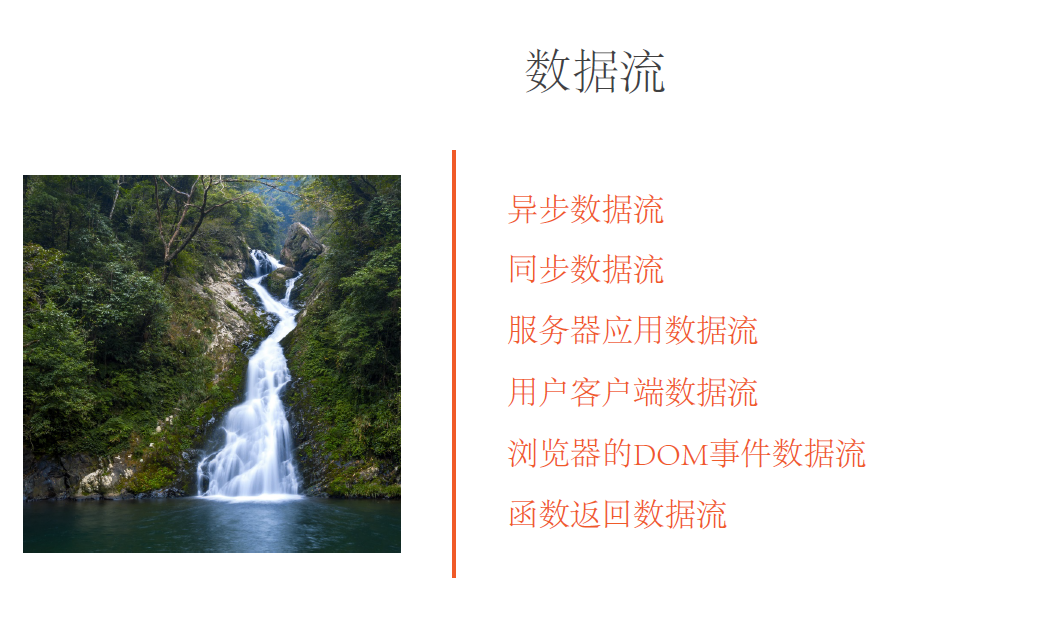 数据流
异步数据流
同步数据流
服务器应用数据流
用户客户端数据流
浏览器的DOM事件数据流
函数返回数据流